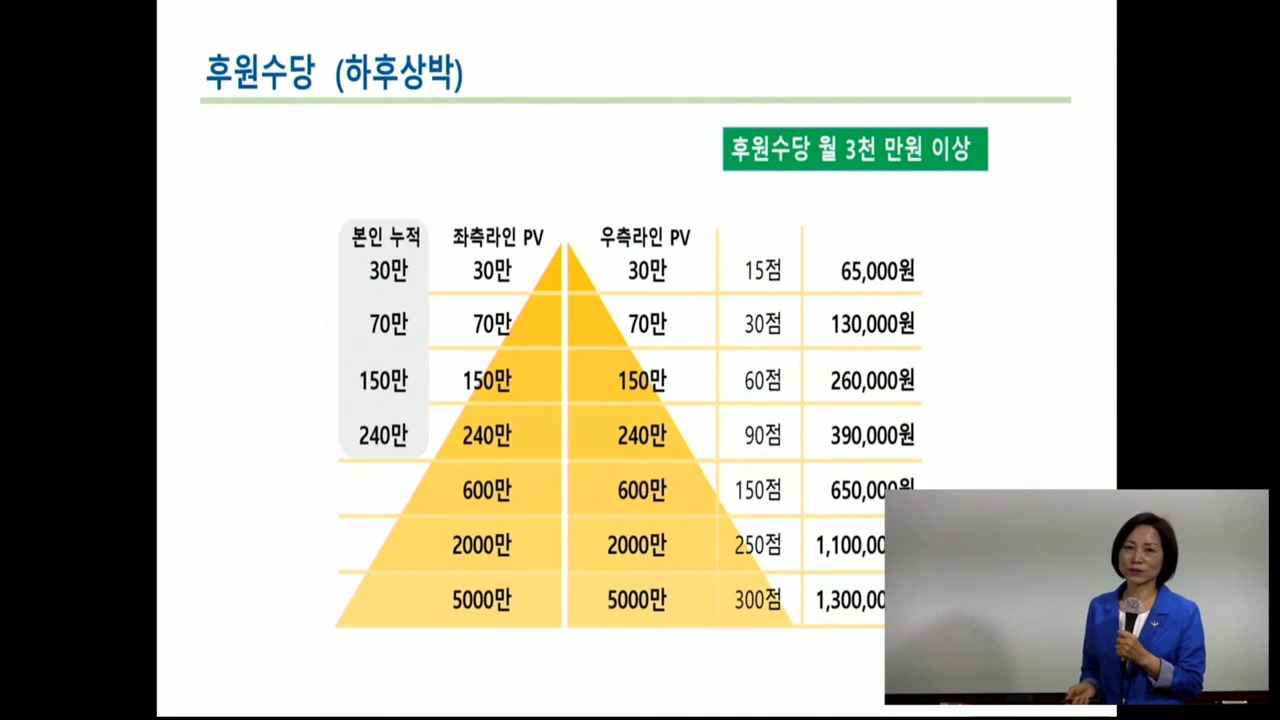 후원수당 (하후상박)
후원수당 월 3천 만원 이상
본인 누적 좌측라인 PV 우측라인 PV
30만 30만 30만 15점 65,000원
70만 70만 70만 30점 130,000원
150만 150만 150만 60점 260,000원
240만 240만 240만 90점 390,000원
600만 600만 150점 650,000원
2000만 2000만 250점 1,100,00
5000만 5000만 300점 1,300,00